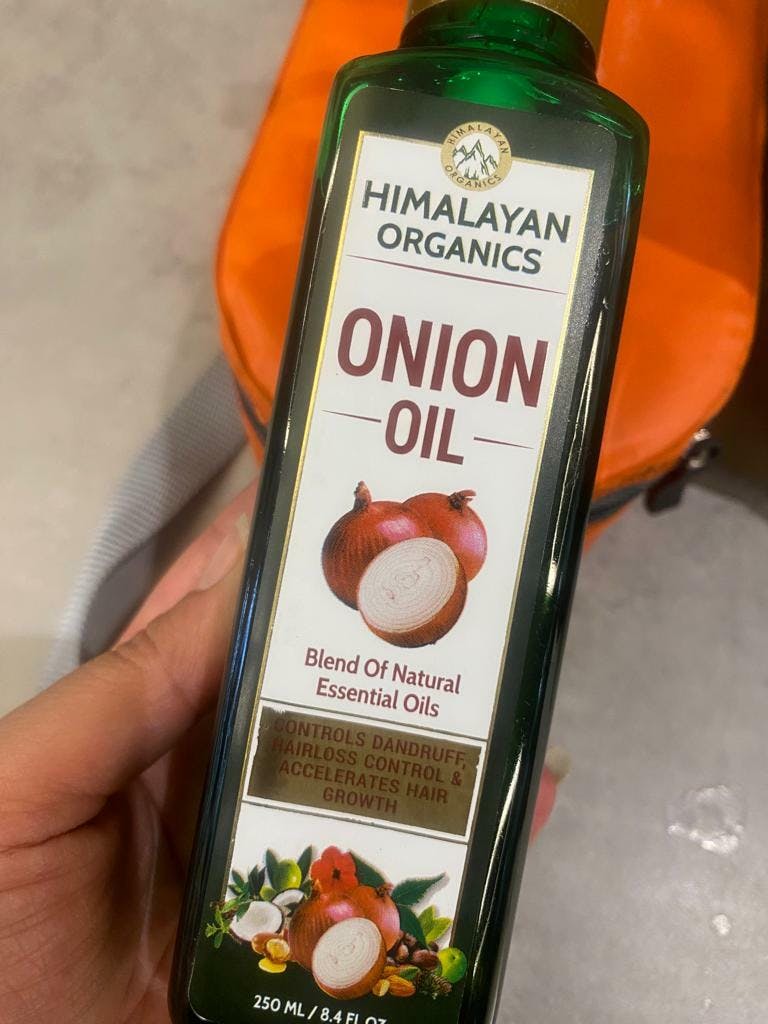 HIMALAYAN
ORGANICS
HIMALAYAN
ORGANICS
ONION
OIL
Blend Of Natural
Essential Oils
CONTROLS DANDRUFF,
HAIRLOSS CONTROL &
ACCELERATES HAIR
GROWTH
250 ML / 8.4 FL OZ